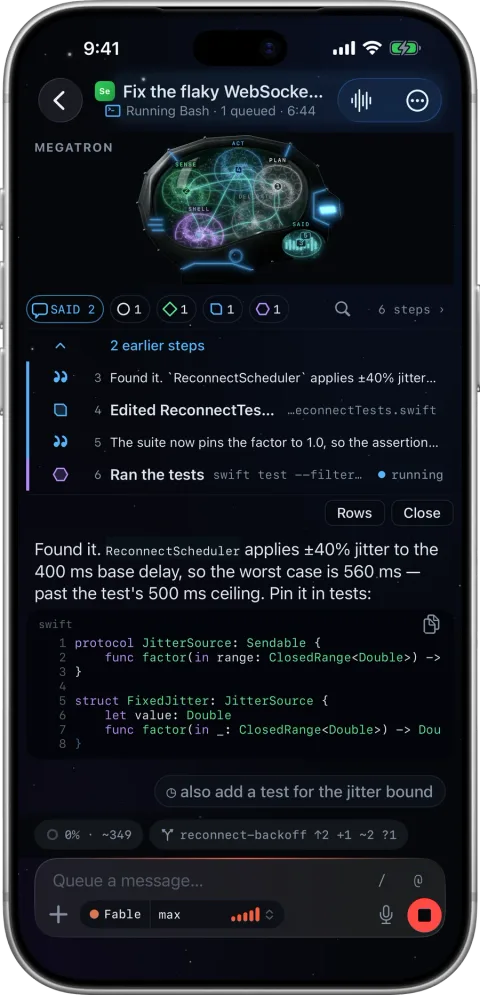 9:41
Se Fix the flaky WebSocke...
Running Bash · 1 queued · 6:44
MEGATRON
ACT
SENSE
PLAN
SHELL
SAID
SAID 2 1 1 1 1 6 steps ›
2 earlier steps
3 Found it. `ReconnectScheduler` applies ±40% jitter...
4 Edited ReconnectTes... …econnectTests.swift
5 The suite now pins the factor to 1.0, so the assertion...
6 Ran the tests swift test --filter… running
Rows Close
Found it. ReconnectScheduler applies ±40% jitter to the
400 ms base delay, so the worst case is 560 ms —
past the test's 500 ms ceiling. Pin it in tests:
swift
1 protocol JitterSource: Sendable {
2 func factor(in range: ClosedRange<Double>) ->
3 }
4
5 struct FixedJitter: JitterSource {
6 let value: Double
7 func factor(in _: ClosedRange<Double>) -> Dou
8 }
also add a test for the jitter bound
0% · ~349 reconnect-backoff ↑2 +1 ~2 ?1
Queue a message... / @
Fable max